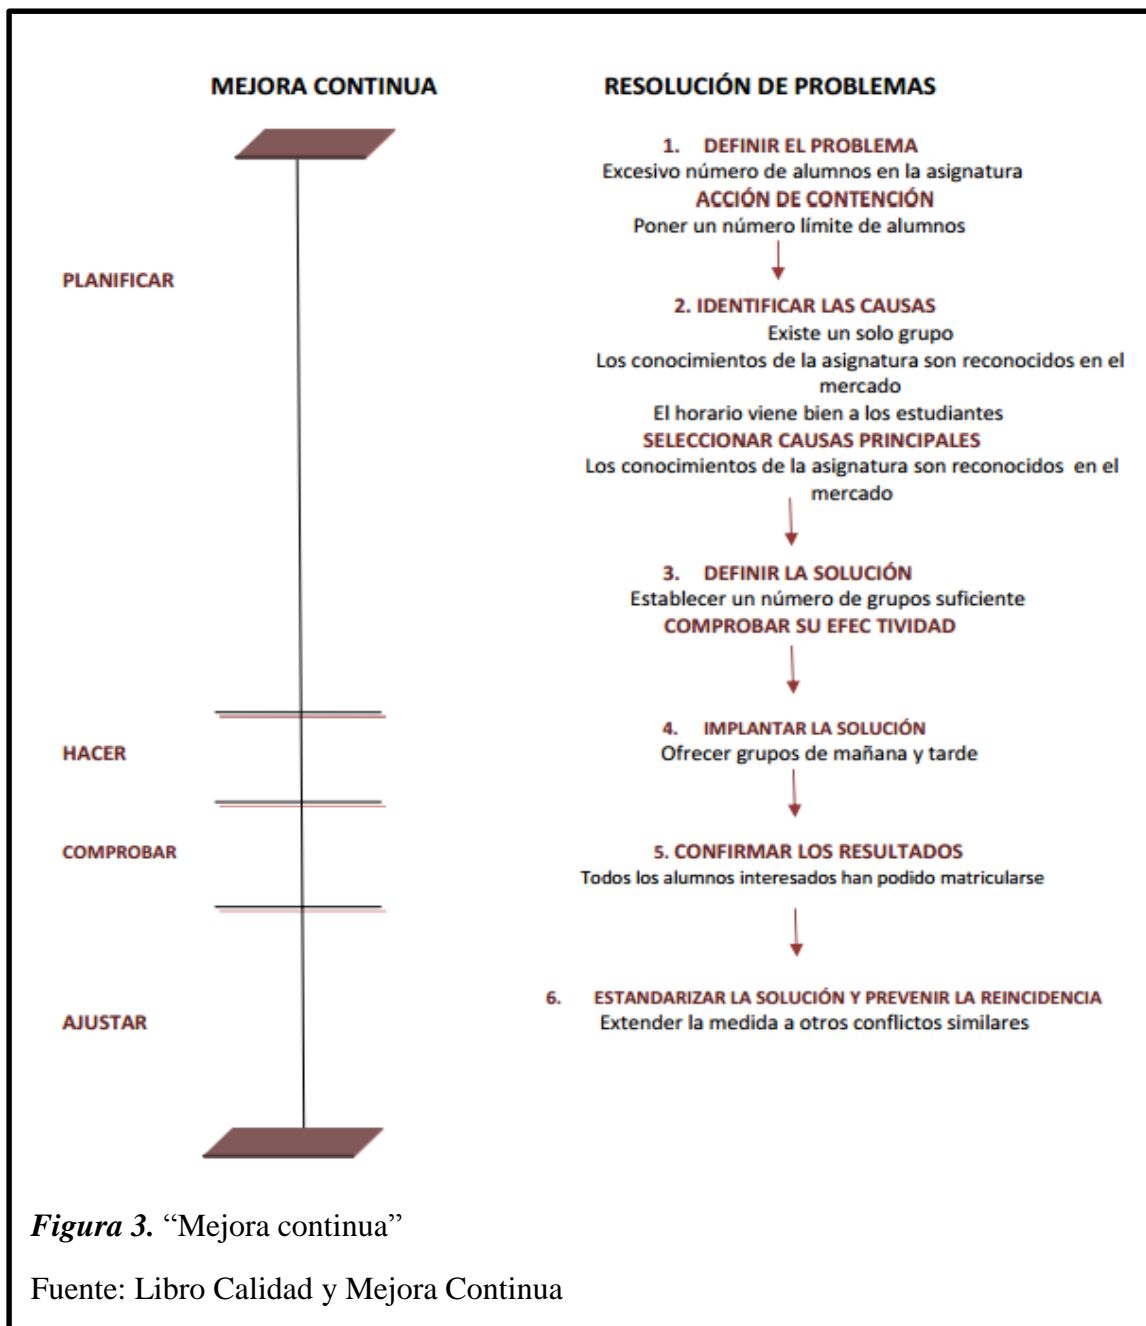 MEJORA CONTINUA
RESOLUCIÓN DE PROBLEMAS
PLANIFICAR
1. DEFINIR EL PROBLEMA
Excesivo número de alumnos en la asignatura
ACCIÓN DE CONTENCIÓN
Poner un número límite de alumnos
2. IDENTIFICAR LAS CAUSAS
Existe un solo grupo
Los conocimientos de la asignatura son reconocidos en el
mercado
El horario viene bien a los estudiantes
SELECCIONAR CAUSAS PRINCIPALES
Los conocimientos de la asignatura son reconocidos en el
mercado
3. DEFINIR LA SOLUCIÓN
Establecer un número de grupos suficiente
COMPROBAR SU EFEC TIVIDAD
HACER
4. IMPLANTAR LA SOLUCIÓN
Ofrecer grupos de mañana y tarde
COMPROBAR
5. CONFIRMAR LOS RESULTADOS
Todos los alumnos interesados han podido matricularse
AJUSTAR
6. ESTANDARIZAR LA SOLUCIÓN Y PREVENIR LA REINCIDENCIA
Extender la medida a otros conflictos similares
Figura 3. “Mejora continua”
Fuente: Libro Calidad y Mejora Continua